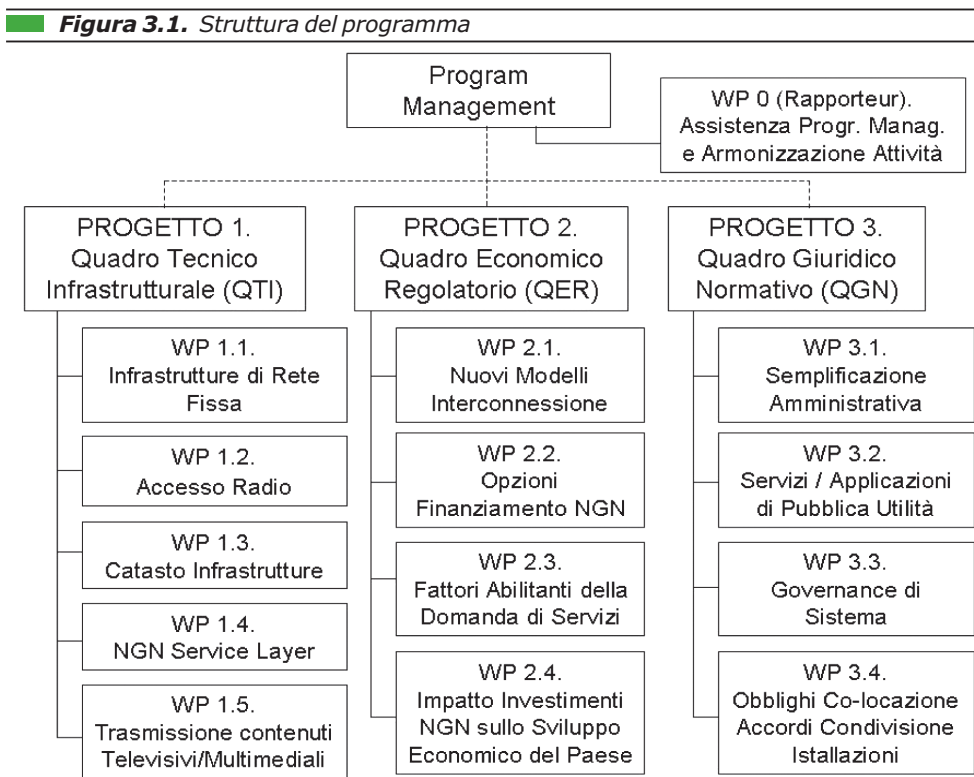 Figura 3.1. Struttura del programma
Program
Management
WP 0 (Rapporteur).
Assistenza Progr. Manag.
e Armonizzazione Attività
PROGETTO 1.
Quadro Tecnico
Infrastrutturale (QTI)
WP 1.1.
Infrastrutture di Rete
Fissa
WP 1.2.
Accesso Radio
WP 1.3.
Catasto Infrastrutture
WP 1.4.
NGN Service Layer
WP 1.5.
Trasmissione contenuti
Televisivi/Multimediali
PROGETTO 2.
Quadro Economico
Regolatorio (QER)
WP 2.1.
Nuovi Modelli
Interconnessione
WP 2.2.
Opzioni
Finanziamento NGN
WP 2.3.
Fattori Abilitanti della
Domanda di Servizi
WP 2.4.
Impatto Investimenti
NGN sullo Sviluppo
Economico del Paese
PROGETTO 3.
Quadro Giuridico
Normativo (QGN)
WP 3.1.
Semplificazione
Amministrativa
WP 3.2.
Servizi / Applicazioni
di Pubblica Utilità
WP 3.3.
Governance di
Sistema
WP 3.4.
Obblighi Co-locazione
Accordi Condivisione
Istallazioni